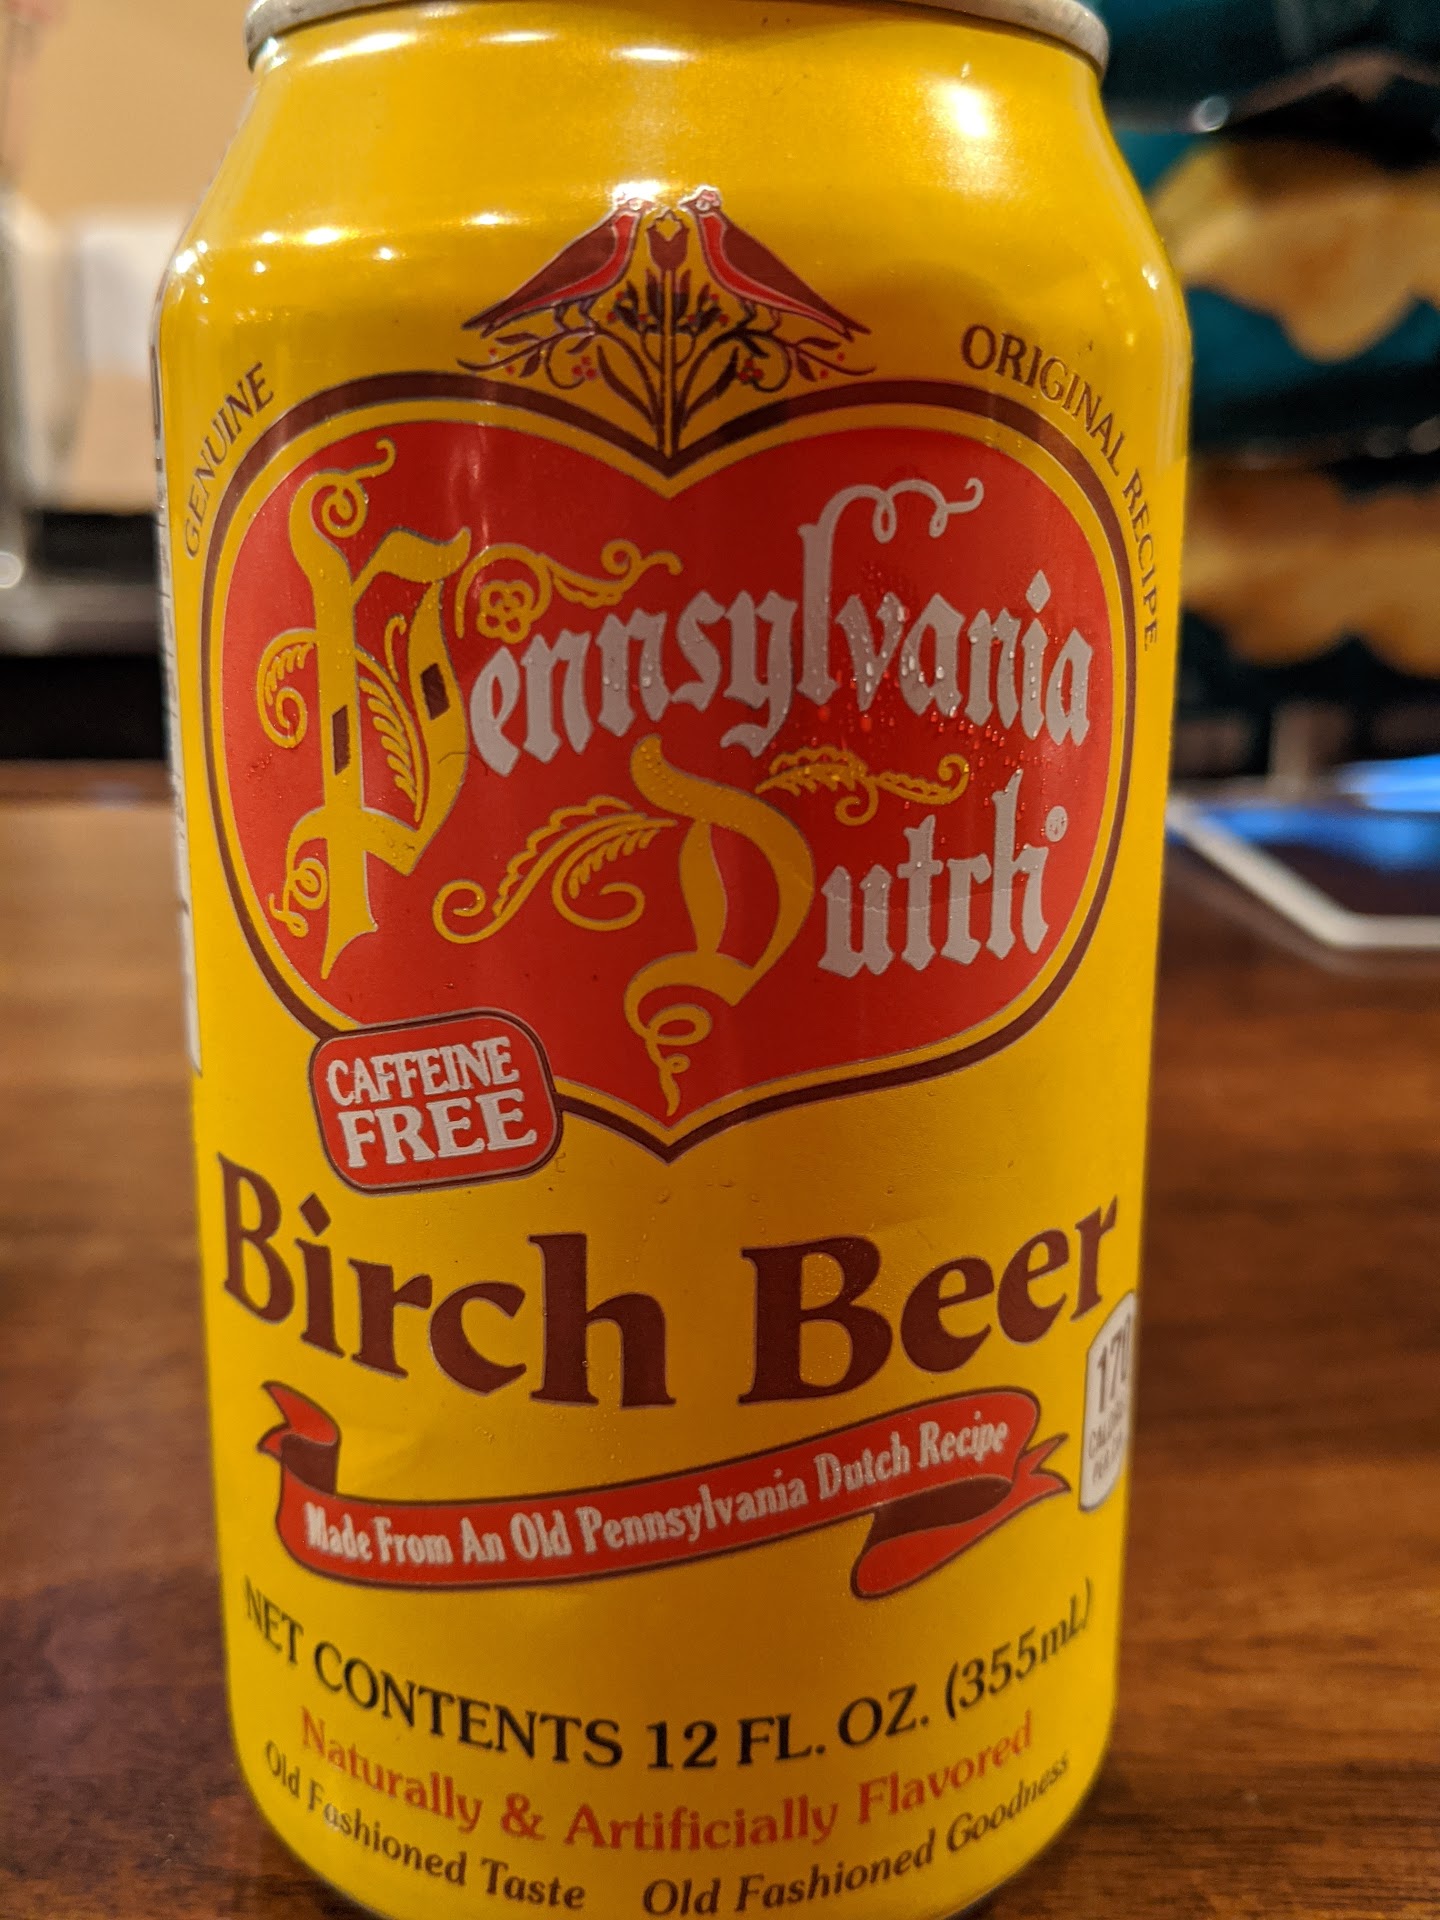 GENUINE
ORIGINAL RECIPE
Pennsylvania
Dutch®
CAFFEINE
FREE
Birch Beer
170
Made From An Old Pennsylvania Dutch Recipe
NET CONTENTS 12 FL. OZ. (355mL)
Naturally & Artificially Flavored
Old Fashioned Taste Old Fashioned Goodness